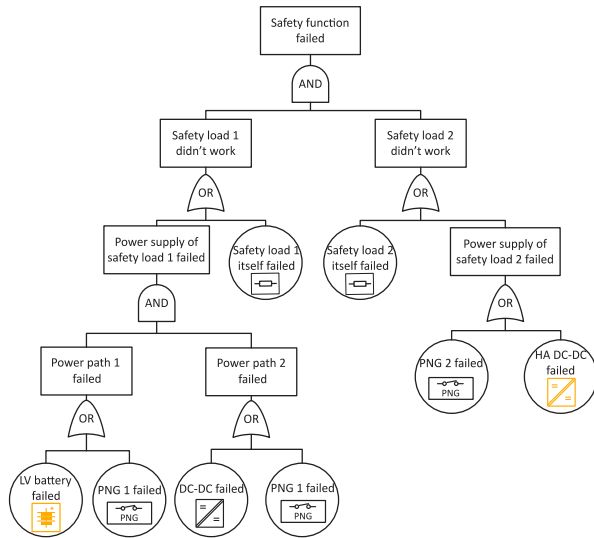 Safety function
failed
AND
Safety load 1
didn't work
Safety load 2
didn't work
OR
OR
Power supply of
safety load 1 failed
Safety load 1
itself failed
Safety load 2
itself failed
Power supply of
safety load 2 failed
AND
OR
Power path 1
failed
Power path 2
failed
PNG 2 failed
PNG
HA DC-DC
failed
OR
OR
LV battery
failed
PNG 1 failed
PNG
DC-DC failed
PNG 1 failed
PNG